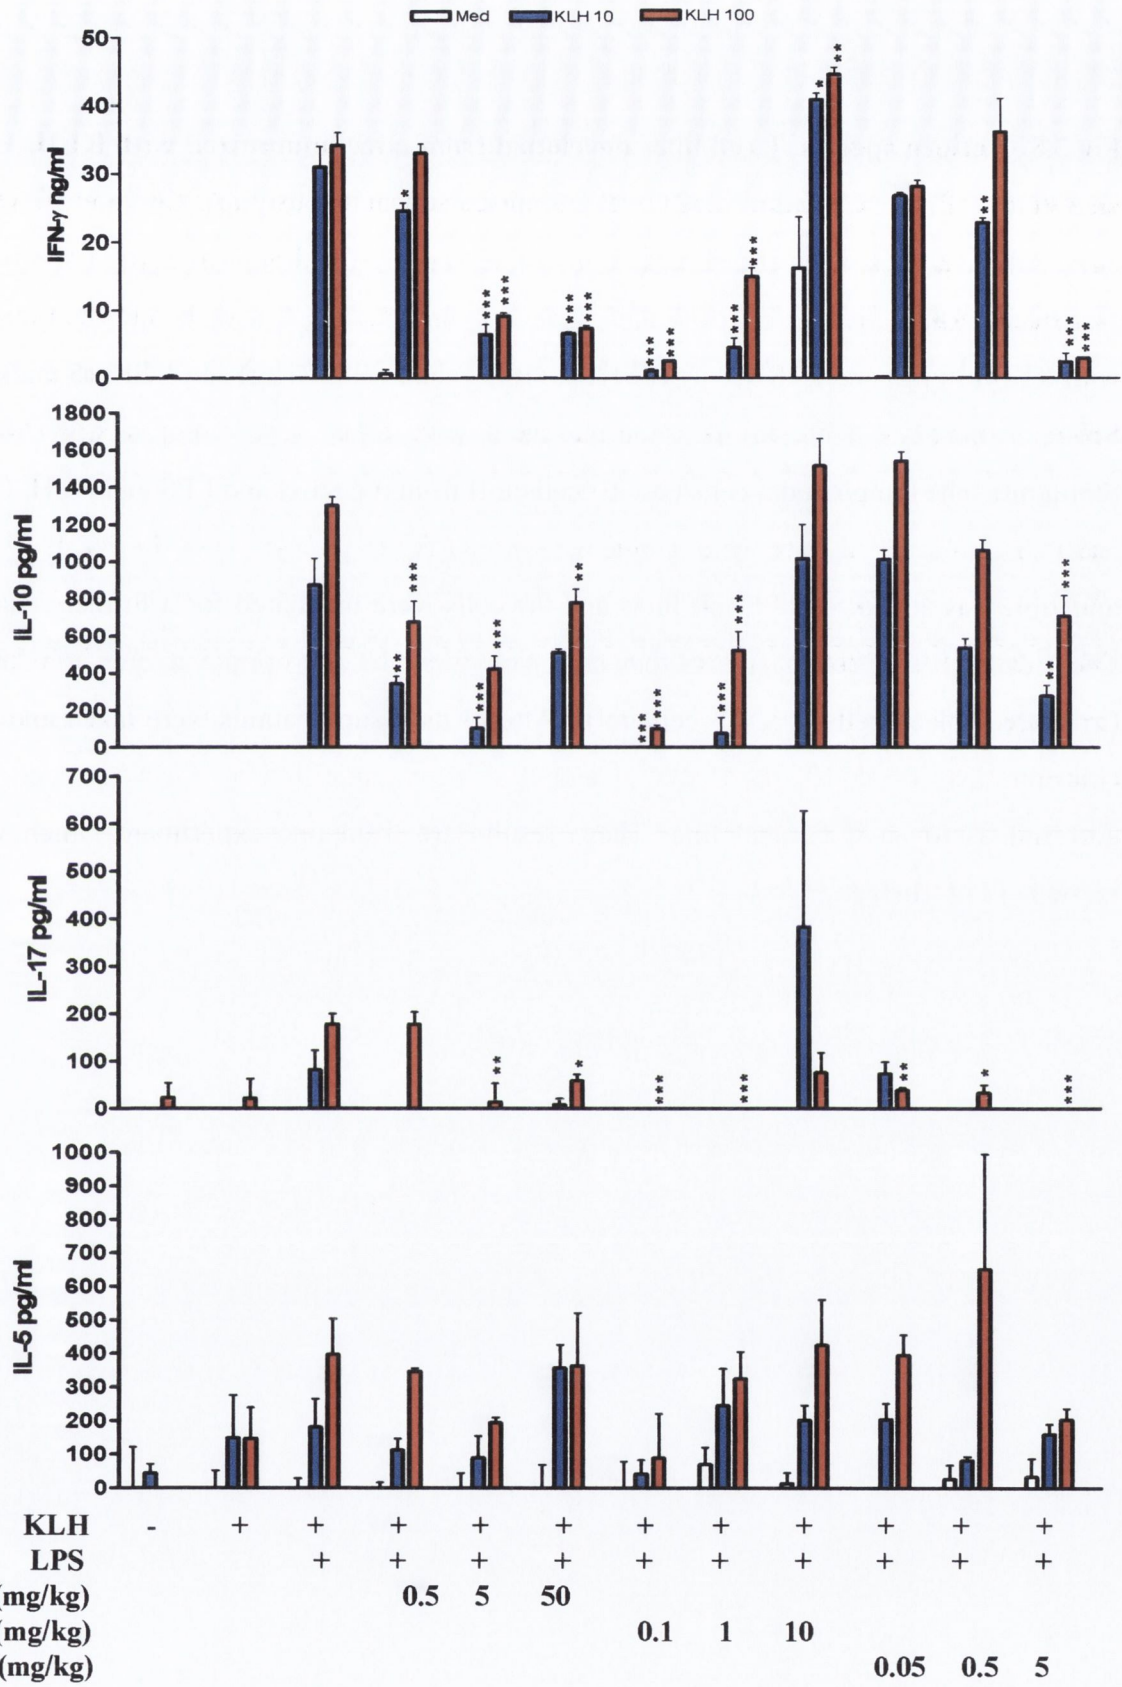 Med KLH 10 KLH 100
50
40
30
20
10
0
IFN-γ ng/ml
* *** *** *** *** *** *** *** *** * ** ** *** ***
1800
1600
1400
1200
1000
800
600
400
200
0
IL-10 pg/ml
** *** *** *** ** *** *** *** *** ** ***
700
600
500
400
300
200
100
0
IL-17 pg/ml
** * *** *** ** * ***
1000
900
800
700
600
500
400
300
200
100
0
IL-5 pg/ml
KLH - + + + + + + + + + + +
LPS + + + + + + + + + +
(mg/kg) 0.5 5 50
(mg/kg) 0.1 1 10
(mg/kg) 0.05 0.5 5